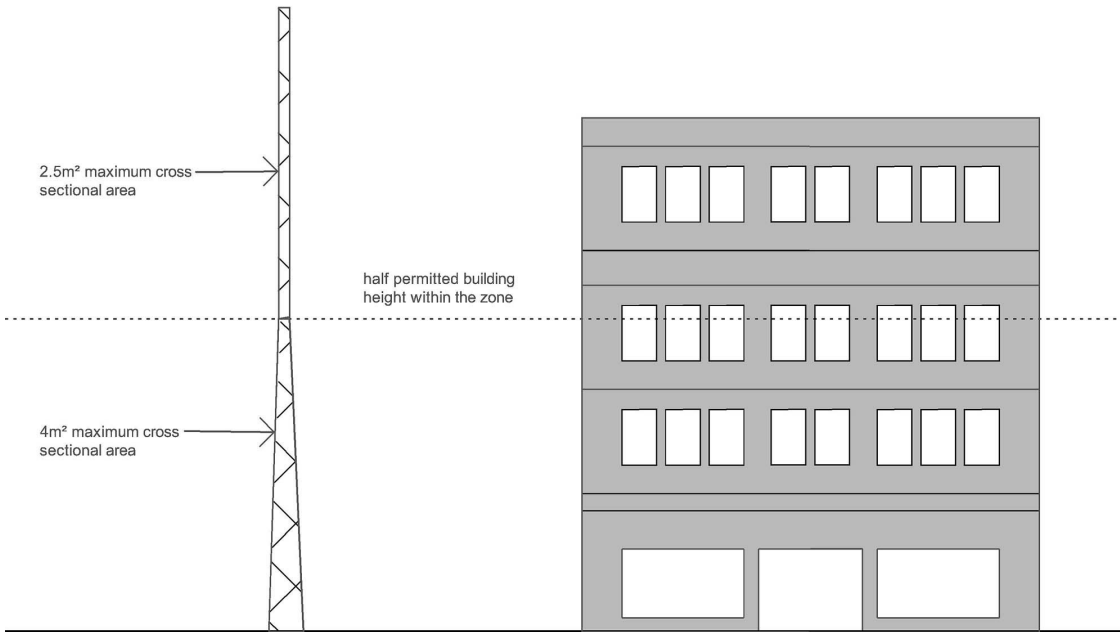 2.5m² maximum cross
sectional area
half permitted building
height within the zone
4m² maximum cross
sectional area